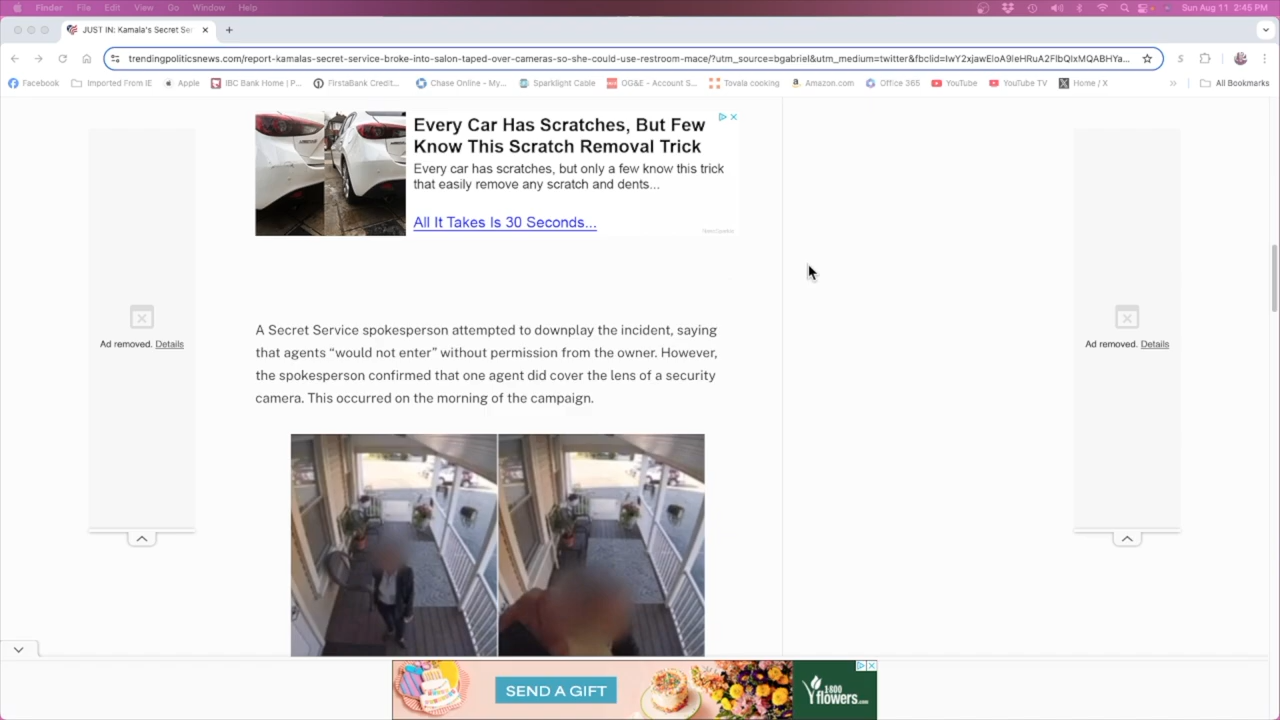 Finder File Edit View Go Window Help Sun Aug 11 2:45 PM
JUST IN: Kamala's Secret Ser
trendingpoliticsnews.com/report-kamalas-secret-service-broke-into-salon-taped-over-cameras-so-she-could-use-restroom-mace/?utm_source=bgabriel&utm_medium=twitter&fbclid=IwY2xjawEloA9leHRuA2FlbQIxMQABHYa...
Facebook Imported From IE Apple IBC Bank Home | P... FirstaBank Credit... Chase Online - My... Sparklight Cable OG&E - Account S... Tovala cooking Amazon.com Office 365 YouTube YouTube TV Home / X All Bookmarks
Every Car Has Scratches, But Few
Know This Scratch Removal Trick
Every car has scratches, but only a few know this trick
that easily remove any scratch and dents...
All It Takes Is 30 Seconds...
Ad removed. Details
Ad removed. Details
A Secret Service spokesperson attempted to downplay the incident, saying
that agents “would not enter” without permission from the owner. However,
the spokesperson confirmed that one agent did cover the lens of a security
camera. This occurred on the morning of the campaign.
SEND A GIFT
1 800
flowers.com